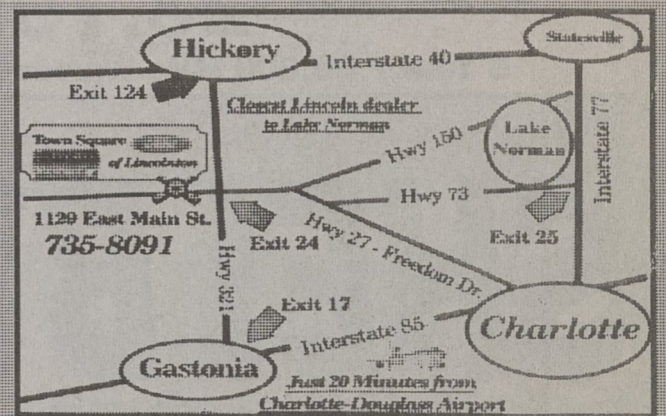 Hickory
Statesville
Interstate 40
Exit 124
Closest Lincoln dealer
to Lake Norman
Interstate 77
Town Square
of Lincolnton
Hwy 150
Lake
Norman
Hwy 73
1129 East Main St.
735-8091
Exit 24
Exit 25
Hwy 27 - Freedom Dr.
Hwy 321
Exit 17
Interstate 85
Charlotte
Gastonia
Just 20 Minutes from
Charlotte-Douglass Airport